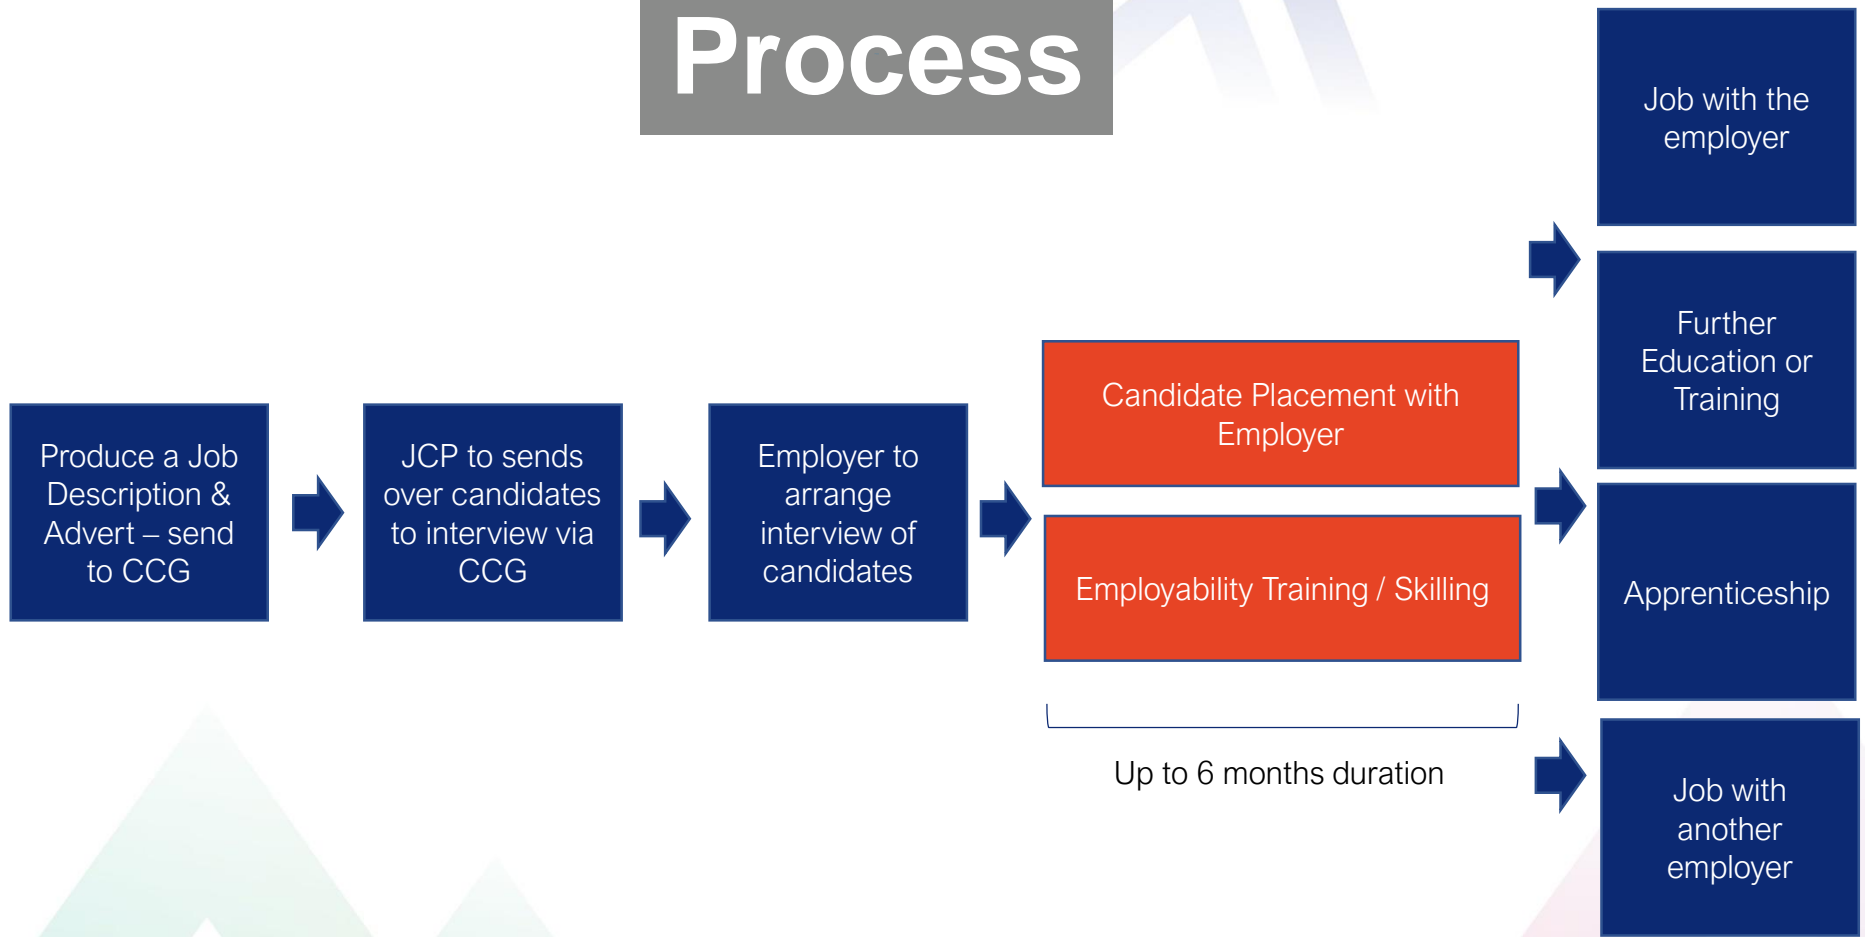 Process
Produce a Job
Description &
Advert – send
to CCG
JCP to sends
over candidates
to interview via
CCG
Employer to
arrange
interview of
candidates
Candidate Placement with
Employer
Employability Training / Skilling
Up to 6 months duration
Job with the
employer
Further
Education or
Training
Apprenticeship
Job with
another
employer